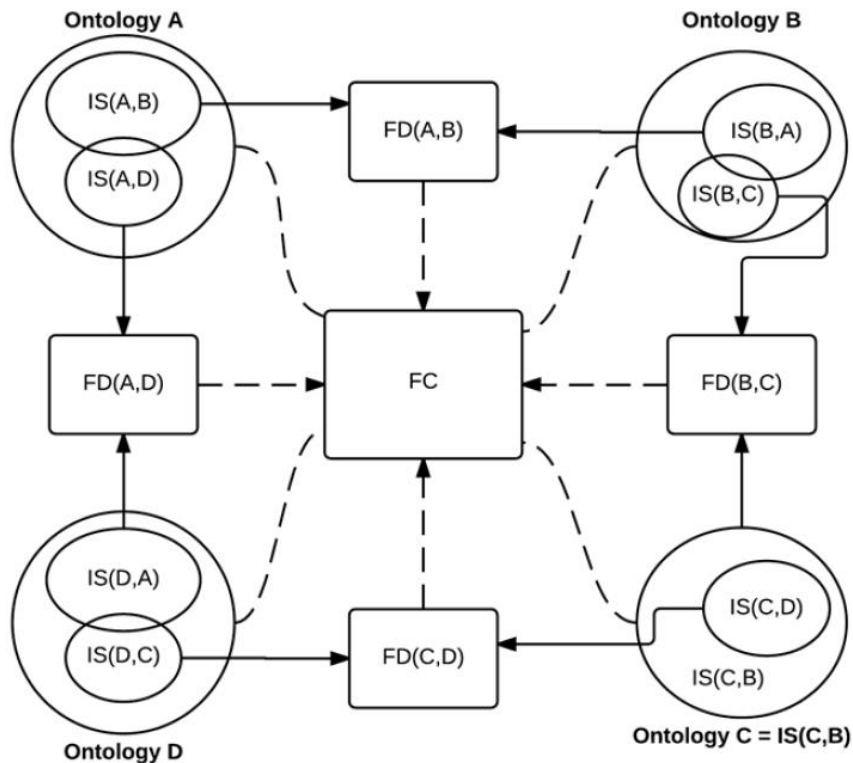 Ontology A
Ontology B
IS(A,B)
FD(A,B)
IS(B,A)
IS(A,D)
IS(B,C)
FD(A,D)
FC
FD(B,C)
IS(D,A)
IS(C,D)
IS(D,C)
FD(C,D)
IS(C,B)
Ontology D
Ontology C = IS(C,B)